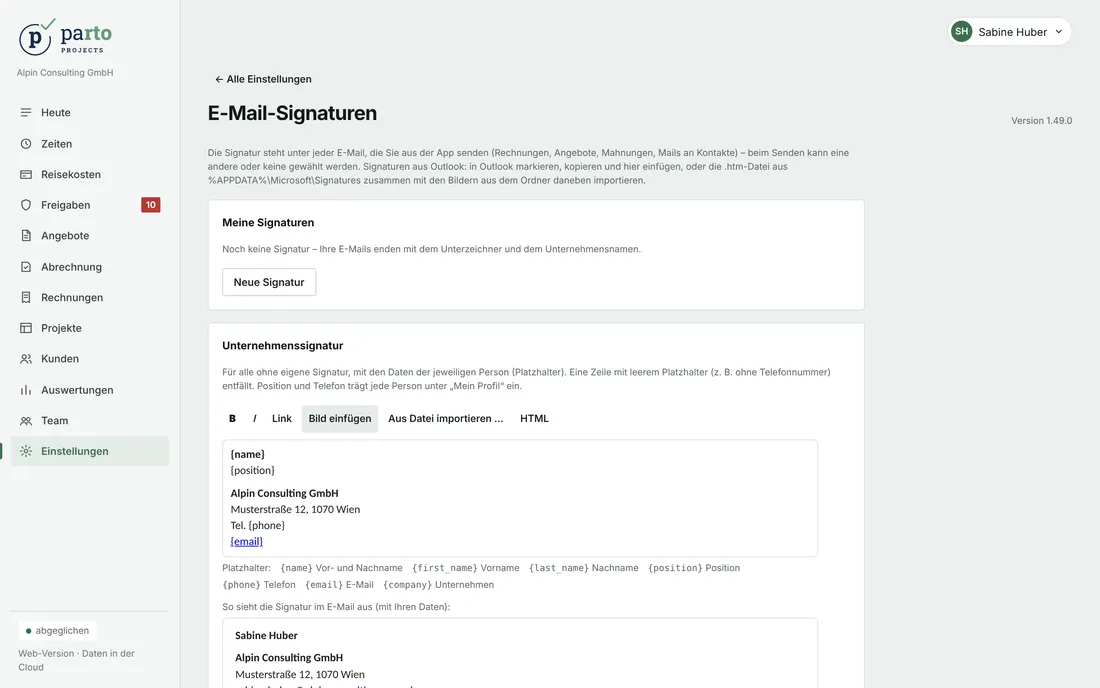 parto
PROJECTS
Alpin Consulting GmbH
Heute
Zeiten
Reisekosten
Freigaben 10
Angebote
Abrechnung
Rechnungen
Projekte
Kunden
Auswertungen
Team
Einstellungen
abgeglichen
Web-Version · Daten in der
Cloud
SH Sabine Huber
← Alle Einstellungen
E-Mail-Signaturen
Version 1.49.0
Die Signatur steht unter jeder E-Mail, die Sie aus der App senden (Rechnungen, Angebote, Mahnungen, Mails an Kontakte) – beim Senden kann eine
andere oder keine gewählt werden. Signaturen aus Outlook: in Outlook markieren, kopieren und hier einfügen, oder die .htm-Datei aus
%APPDATA%\Microsoft\Signatures zusammen mit den Bildern aus dem Ordner daneben importieren.
Meine Signaturen
Noch keine Signatur – Ihre E-Mails enden mit dem Unterzeichner und dem Unternehmensnamen.
Neue Signatur
Unternehmenssignatur
Für alle ohne eigene Signatur, mit den Daten der jeweiligen Person (Platzhalter). Eine Zeile mit leerem Platzhalter (z. B. ohne Telefonnummer)
entfällt. Position und Telefon trägt jede Person unter „Mein Profil“ ein.
B I Link Bild einfügen Aus Datei importieren ... HTML
{name}
{position}
Alpin Consulting GmbH
Musterstraße 12, 1070 Wien
Tel. {phone}
{email}
Platzhalter: {name} Vor- und Nachname {first_name} Vorname {last_name} Nachname {position} Position
{phone} Telefon {email} E-Mail {company} Unternehmen
So sieht die Signatur im E-Mail aus (mit Ihren Daten):
Sabine Huber
Alpin Consulting GmbH
Musterstraße 12, 1070 Wien